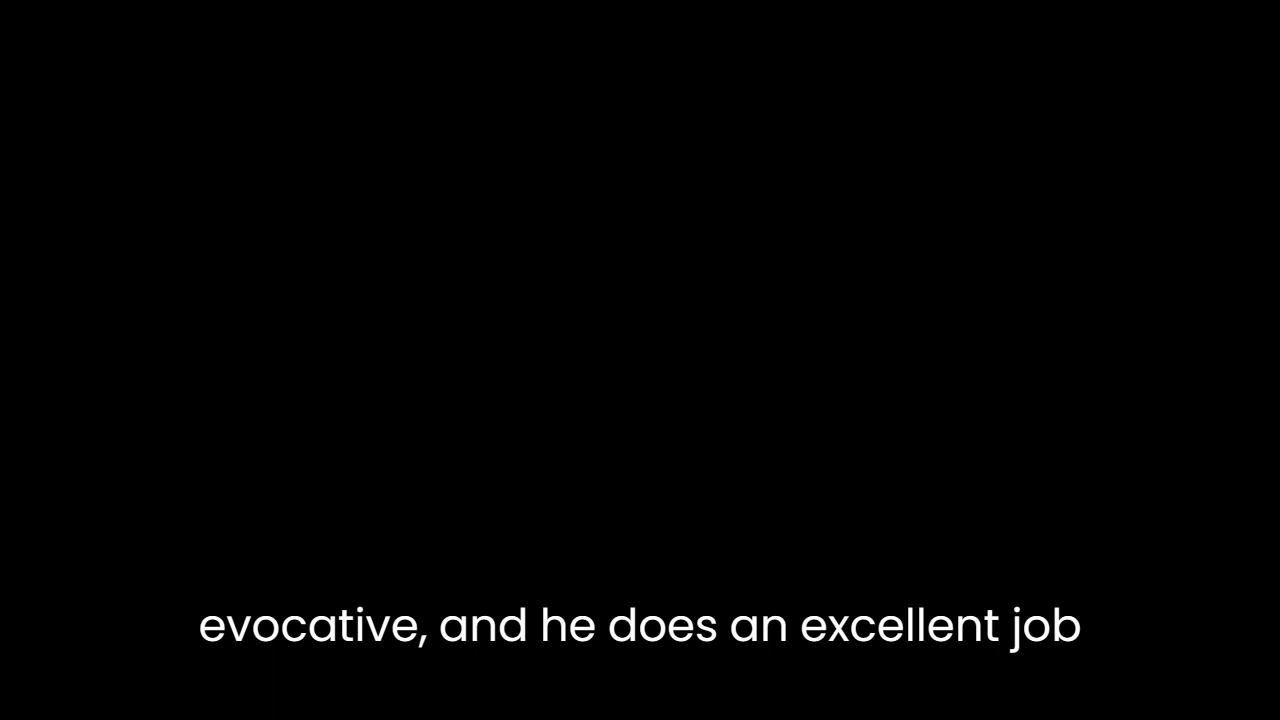 evocative, and he does an excellent job